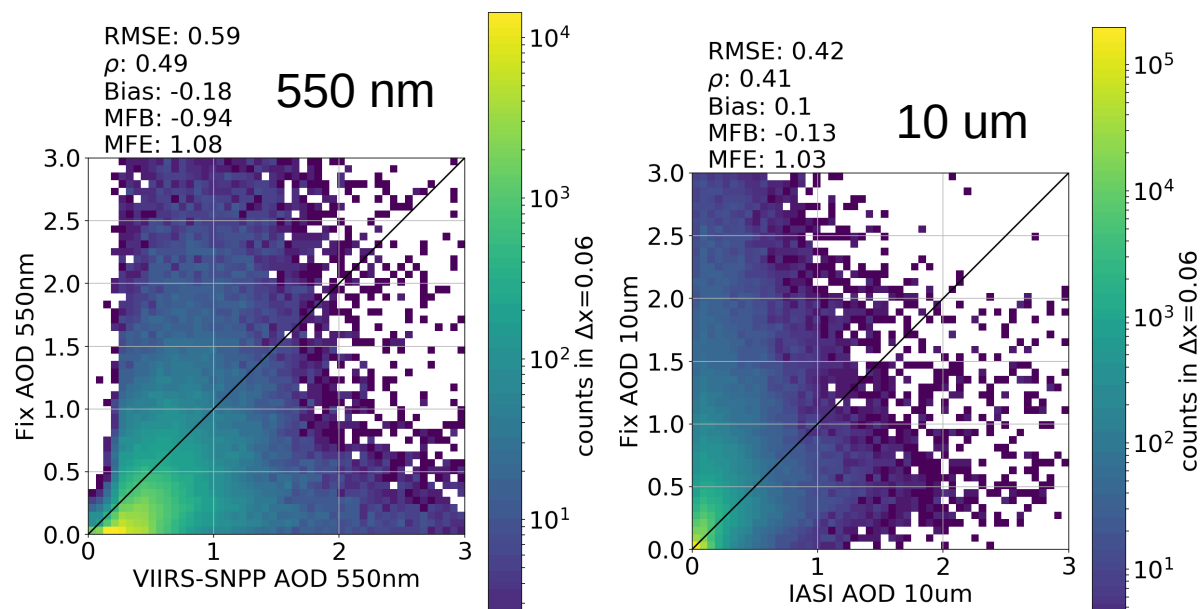 RMSE: 0.59
ρ: 0.49
Bias: -0.18
MFB: -0.94
MFE: 1.08
550 nm
3.0
2.5
2.0
1.5
1.0
0.5
0.0
Fix AOD 550nm
0 1 2 3
VIIRS-SNPP AOD 550nm
10⁴
10³
10²
10¹
counts in Δx=0.06
RMSE: 0.42
ρ: 0.41
Bias: 0.1
MFB: -0.13
MFE: 1.03
10 um
3.0
2.5
2.0
1.5
1.0
0.5
0.0
Fix AOD 10um
0 1 2 3
IASI AOD 10um
10⁵
10⁴
10³
10²
10¹
counts in Δx=0.06